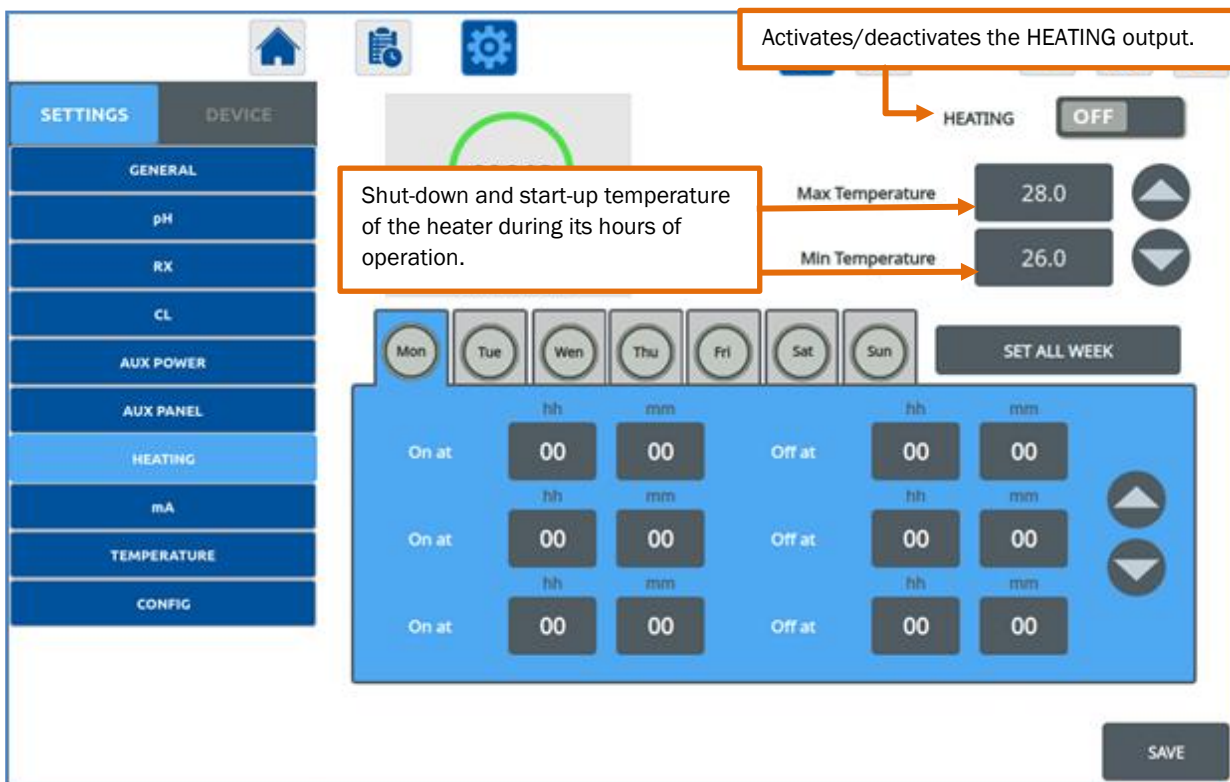 Activates/deactivates the HEATING output.
SETTINGS DEVICE
HEATING OFF
GENERAL
pH
RX
CL
AUX POWER
AUX PANEL
HEATING
mA
TEMPERATURE
CONFIG
Shut-down and start-up temperature
of the heater during its hours of
operation.
Max Temperature 28.0
Min Temperature 26.0
Mon Tue Wen Thu Fri Sat Sun SET ALL WEEK
hh mm hh mm
On at 00 00 Off at 00 00
hh mm hh mm
On at 00 00 Off at 00 00
hh mm hh mm
On at 00 00 Off at 00 00
SAVE